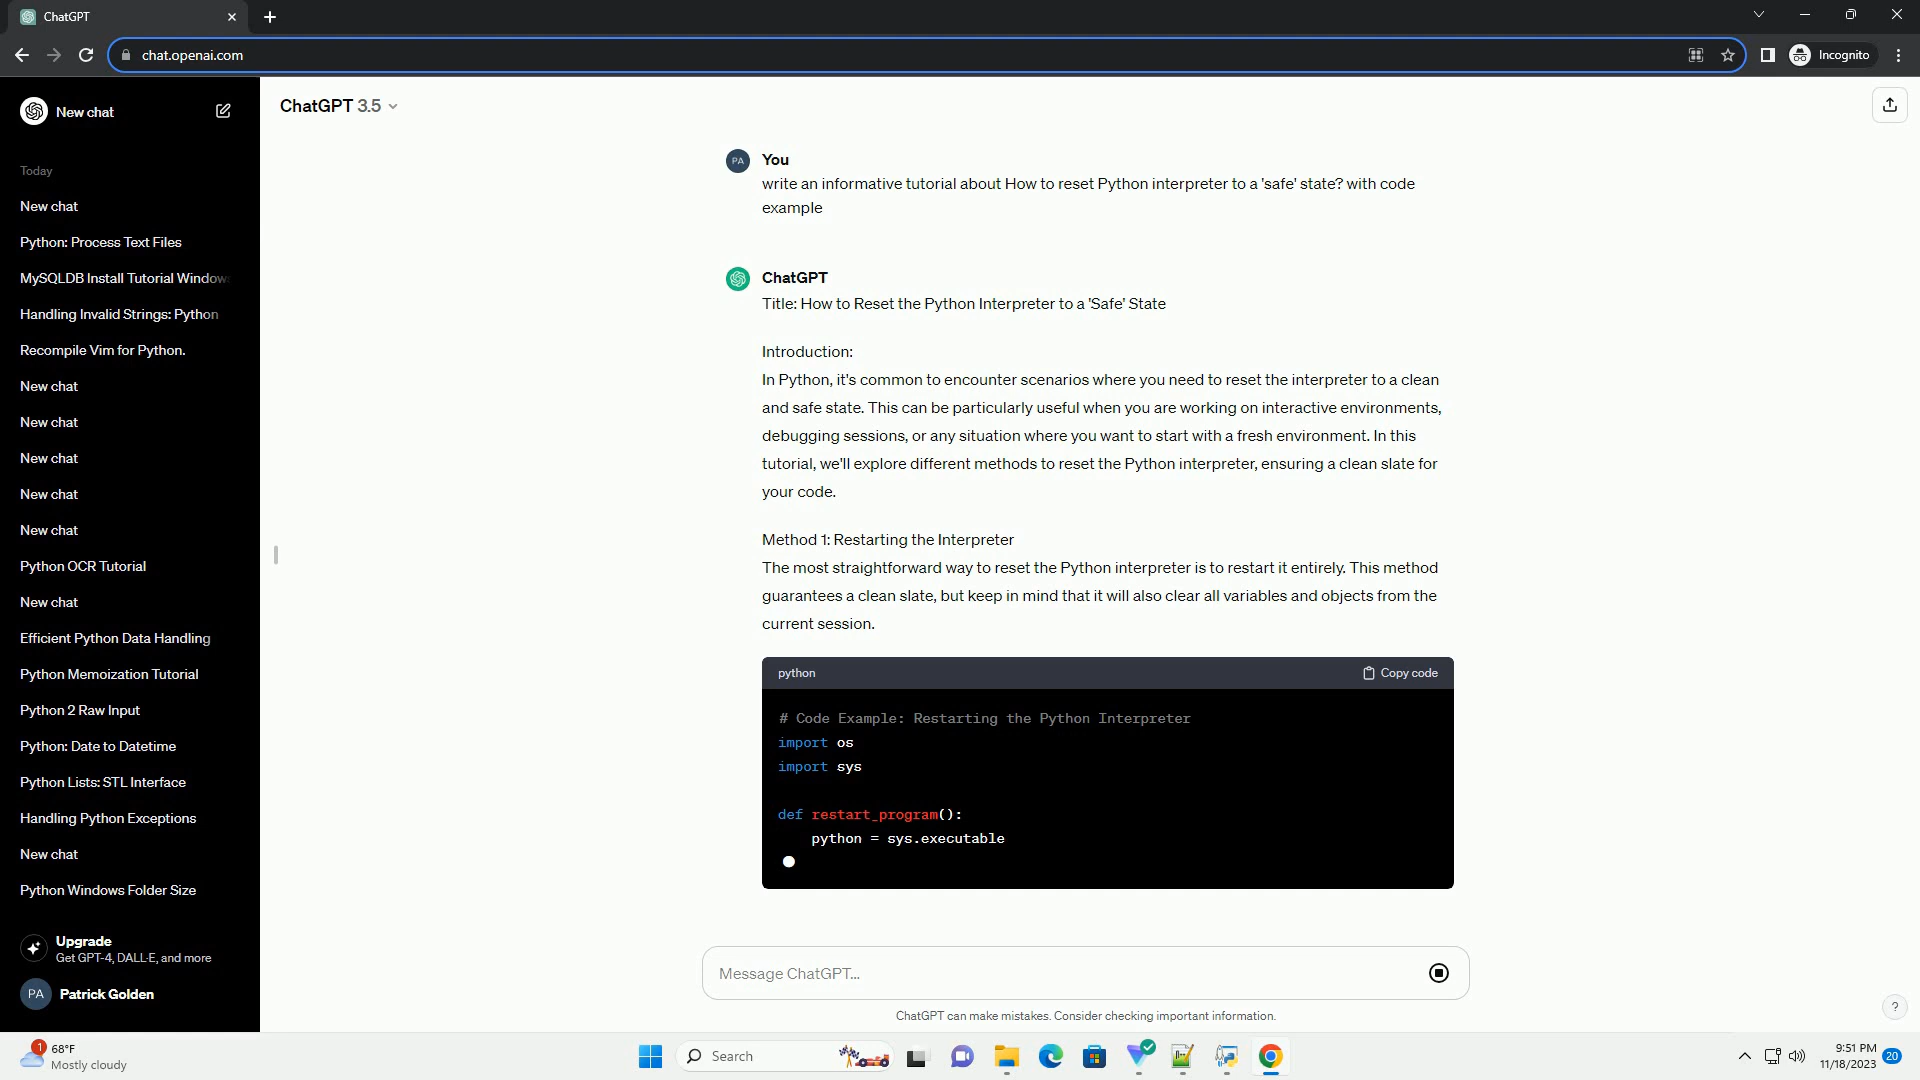 ChatGPT
chat.openai.com
Incognito
New chat
Today
New chat
Python: Process Text Files
MySQLDB Install Tutorial Window
Handling Invalid Strings: Python
Recompile Vim for Python.
New chat
New chat
New chat
New chat
New chat
Python OCR Tutorial
New chat
Efficient Python Data Handling
Python Memoization Tutorial
Python 2 Raw Input
Python: Date to Datetime
Python Lists: STL Interface
Handling Python Exceptions
New chat
Python Windows Folder Size
Upgrade
Get GPT-4, DALL·E, and more
PA
Patrick Golden
ChatGPT 3.5
PA
You
write an informative tutorial about How to reset Python interpreter to a 'safe' state? with code
example
ChatGPT
Title: How to Reset the Python Interpreter to a 'Safe' State
Introduction:
In Python, it's common to encounter scenarios where you need to reset the interpreter to a clean
and safe state. This can be particularly useful when you are working on interactive environments,
debugging sessions, or any situation where you want to start with a fresh environment. In this
tutorial, we'll explore different methods to reset the Python interpreter, ensuring a clean slate for
your code.
Method 1: Restarting the Interpreter
The most straightforward way to reset the Python interpreter is to restart it entirely. This method
guarantees a clean slate, but keep in mind that it will also clear all variables and objects from the
current session.
python
Copy code
# Code Example: Restarting the Python Interpreter
import os
import sys
def restart_program():
python = sys.executable
Message ChatGPT...
ChatGPT can make mistakes. Consider checking important information.
?
1
68°F
Mostly cloudy
Search
9:51 PM
11/18/2023
20